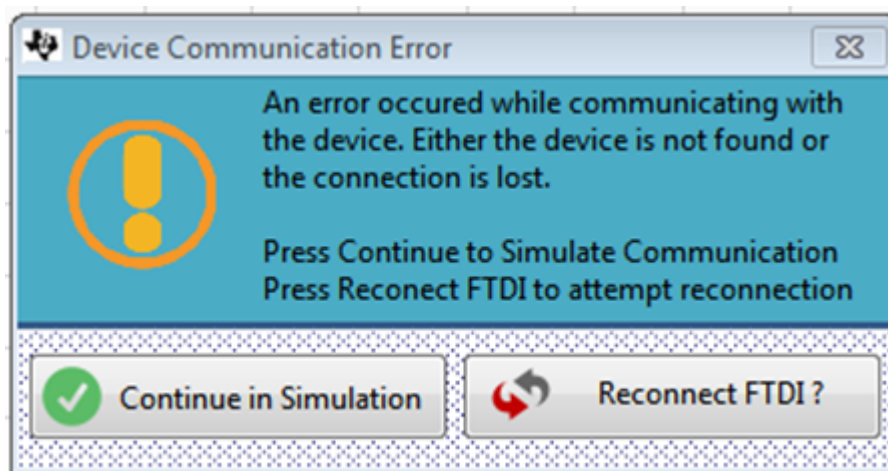 Device Communication Error
An error occured while communicating with
the device. Either the device is not found or
the connection is lost.
Press Continue to Simulate Communication
Press Reconect FTDI to attempt reconnection
Continue in Simulation
Reconnect FTDI ?